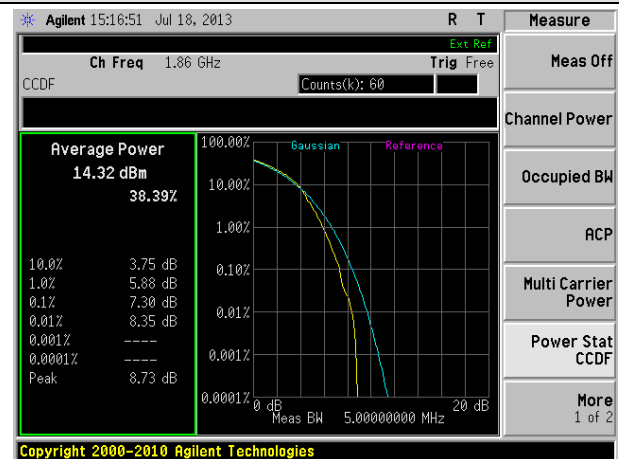 Agilent 15:16:51 Jul 18, 2013 R T
Measure
Ext Ref
Ch Freq 1.86 GHz Trig Free
CCDF Counts(k): 60
Meas Off
Channel Power
Occupied BW
ACP
Multi Carrier
Power
Power Stat
CCDF
More
1 of 2
Average Power
14.32 dBm
38.39%
10.0% 3.75 dB
1.0% 5.88 dB
0.1% 7.30 dB
0.01% 8.35 dB
0.001% ----
0.0001% ----
Peak 8.73 dB
Gaussian Reference
100.00%
10.00%
1.00%
0.10%
0.01%
0.001%
0.0001%
0 dB 20 dB
Meas BW 5.00000000 MHz
Copyright 2000-2010 Agilent Technologies